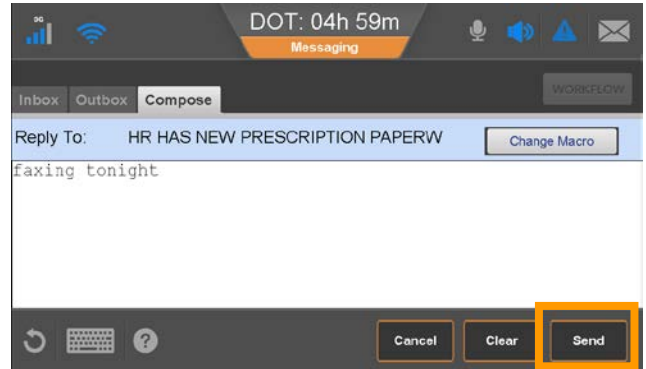 3G
DOT: 04h 59m
Messaging
Inbox Outbox Compose
WORKFLOW
Reply To: HR HAS NEW PRESCRIPTION PAPERW
Change Macro
faxing tonight
?
Cancel Clear Send